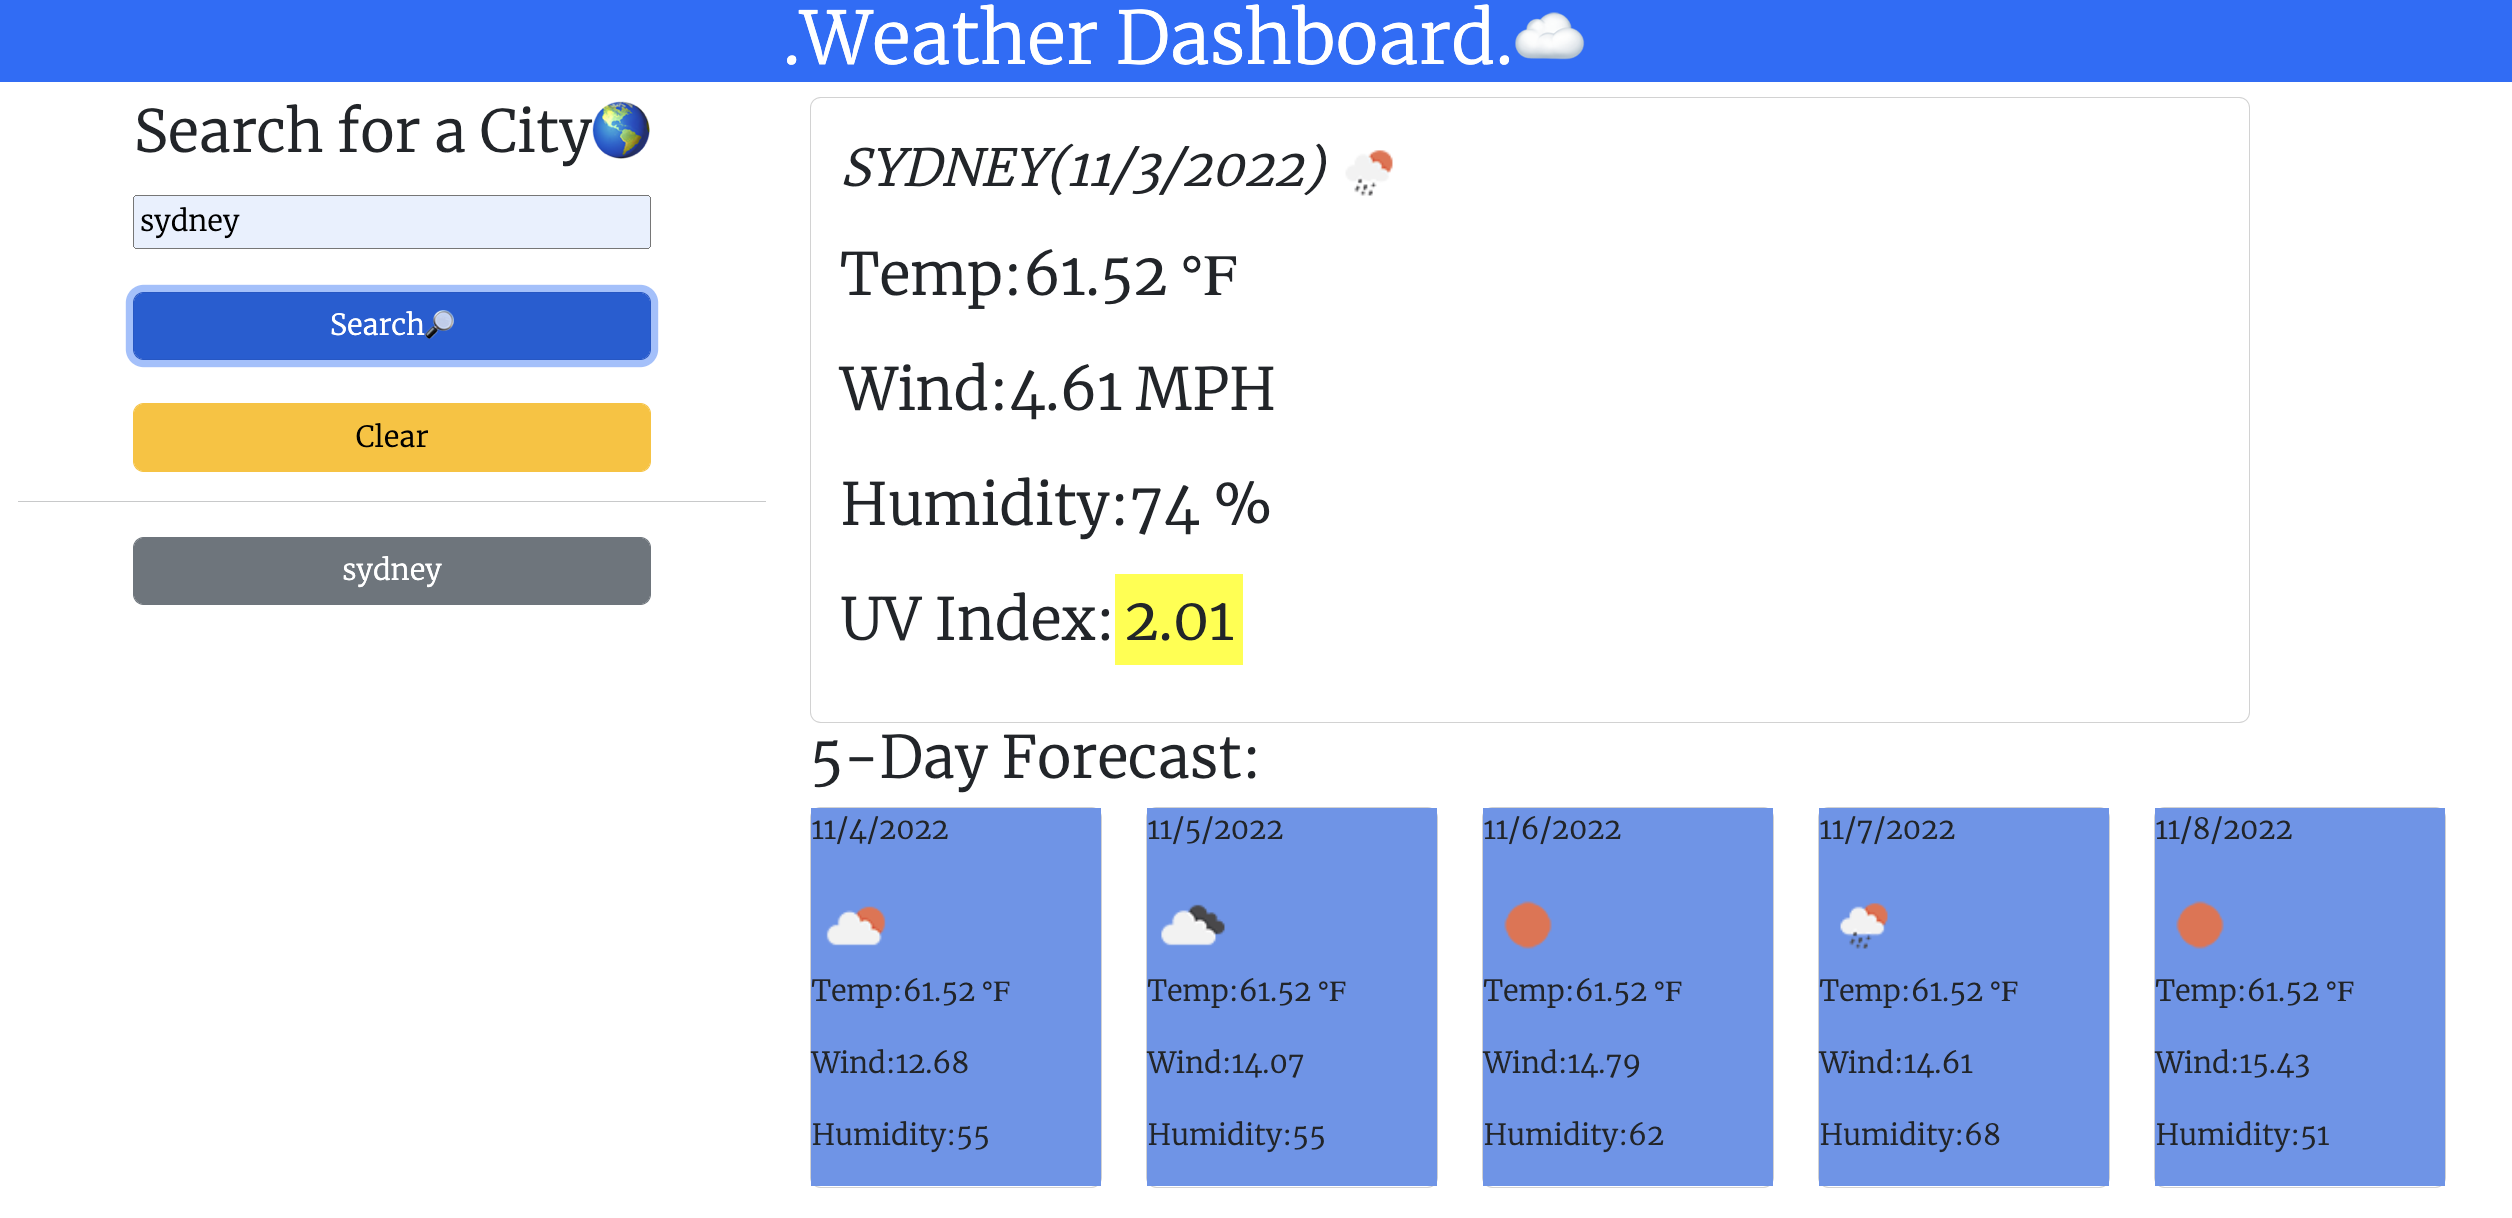 .Weather Dashboard.
Search for a City
sydney
Search
Clear
sydney
SYDNEY(11/3/2022)
Temp:61.52 °F
Wind:4.61 MPH
Humidity:74 %
UV Index: 2.01
5-Day Forecast:
11/4/2022
Temp:61.52 °F
Wind:12.68
Humidity:55
11/5/2022
Temp:61.52 °F
Wind:14.07
Humidity:55
11/6/2022
Temp:61.52 °F
Wind:14.79
Humidity:62
11/7/2022
Temp:61.52 °F
Wind:14.61
Humidity:68
11/8/2022
Temp:61.52 °F
Wind:15.43
Humidity:51